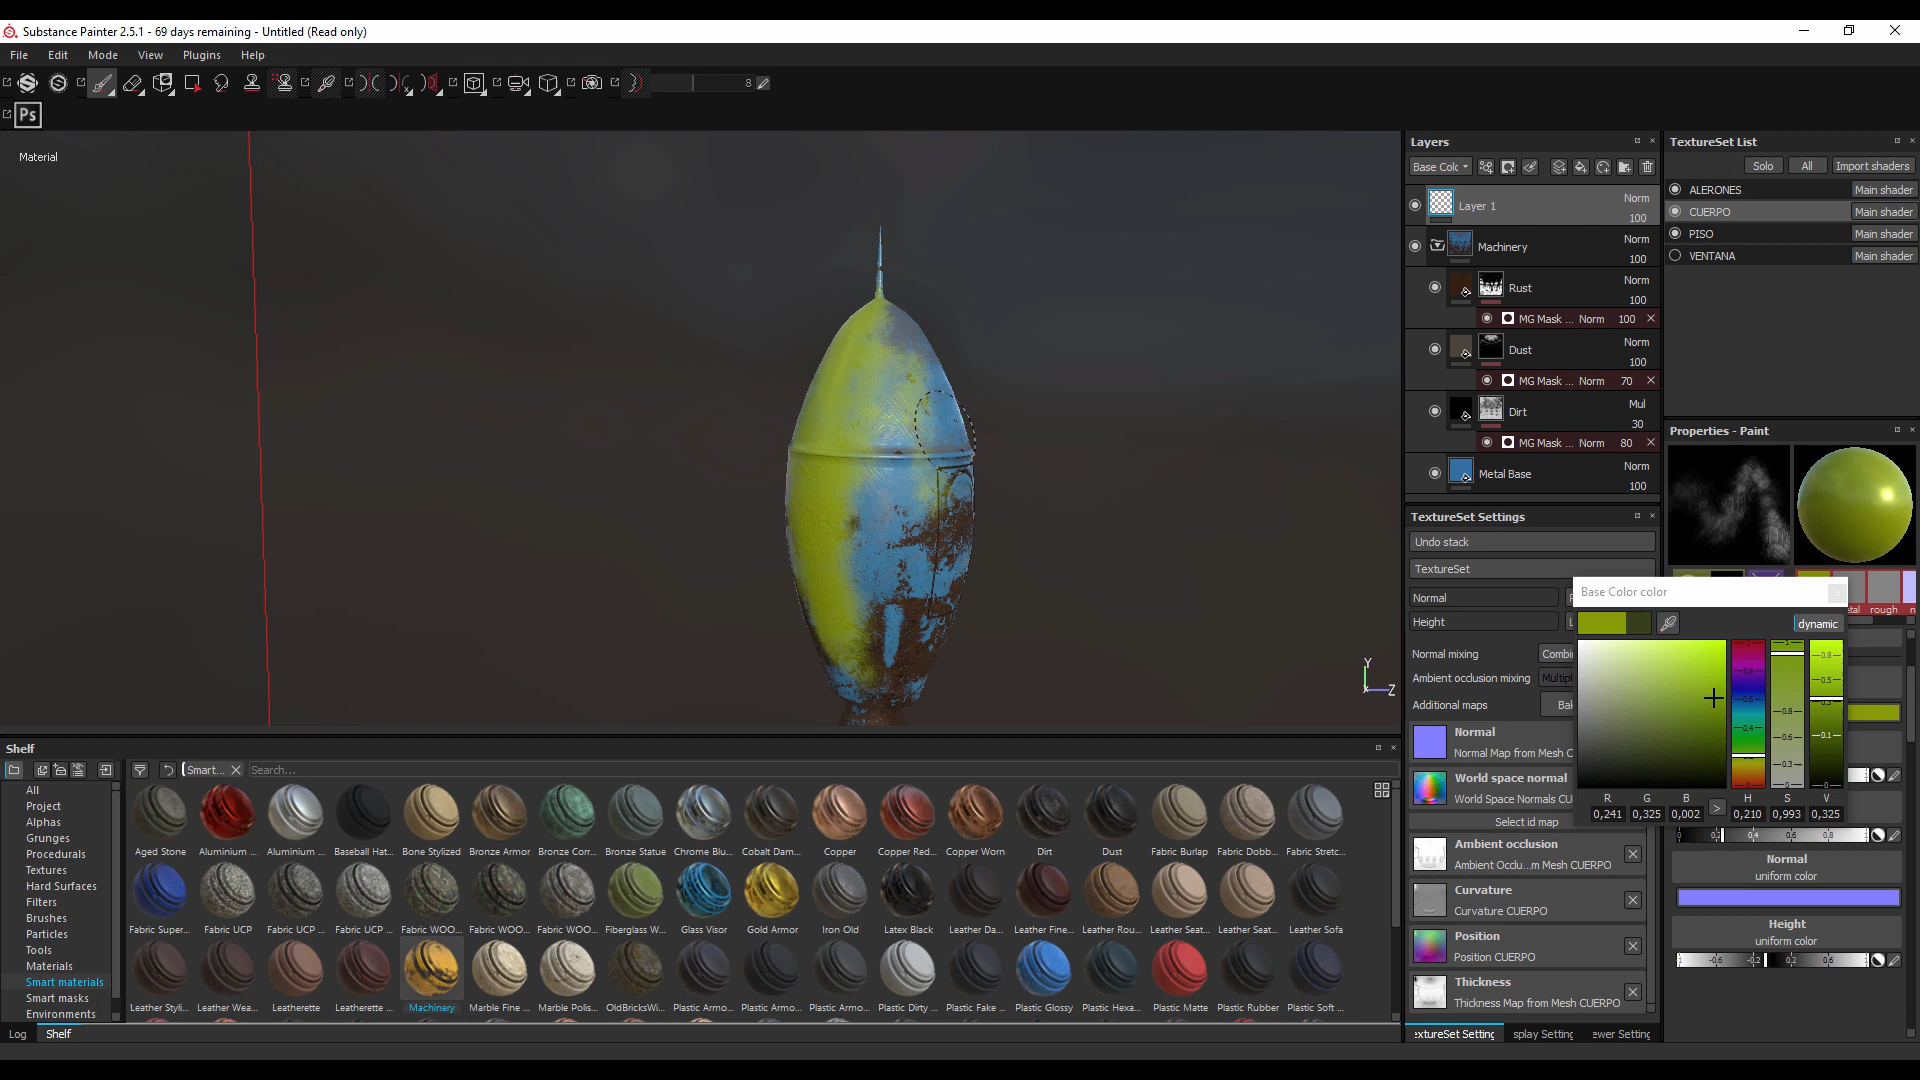 Substance Painter 2.5.1 - 69 days remaining - Untitled (Read only)
File Edit Mode View Plugins Help
8
Ps
Material
Y
X
Z
Layers
Base Colc
Layer 1 Norm 100
Machinery Norm 100
Rust Norm 100
MG Mask ... Norm 100
Dust Norm 100
MG Mask ... Norm 70
Dirt Mul 30
MG Mask ... Norm 80
Metal Base Norm 100
TextureSet List
Solo All Import shaders
ALERONES Main shader
CUERPO Main shader
PISO Main shader
VENTANA Main shader
TextureSet Settings
Undo stack
TextureSet
Normal
Height
Normal mixing Combi
Ambient occlusion mixing Multipl
Additional maps Bak
Normal
Normal Map from Mesh C
World space normal
World Space Normals CU
Select id map
Ambient occlusion
Ambient Occlu...m Mesh CUERPO
Curvature
Curvature CUERPO
Position
Position CUERPO
Thickness
Thickness Map from Mesh CUERPO
extureSet Setting splay Setting ewer Setting
Properties - Paint
etal rough n
Base Color color
dynamic
R G B H S V
0,241 0,325 0,002 > 0,210 0,993 0,325
Normal
uniform color
Height
uniform color
Shelf
Smart... Search...
All
Project
Alphas
Grunges
Procedurals
Textures
Hard Surfaces
Filters
Brushes
Particles
Tools
Materials
Smart materials
Smart masks
Environments
Aged Stone Aluminium ... Aluminium ... Baseball Hat... Bone Stylized Bronze Armor Bronze Corr... Bronze Statue Chrome Blu... Cobalt Dam... Copper Copper Red... Copper Worn Dirt Dust Fabric Burlap Fabric Dobb... Fabric Stretc...
Fabric Super... Fabric UCP Fabric UCP ... Fabric UCP ... Fabric WOO... Fabric WOO... Fabric WOO... Fiberglass W... Glass Visor Gold Armor Iron Old Latex Black Leather Da... Leather Fine... Leather Rou... Leather Seat... Leather Seat... Leather Sofa
Leather Styli... Leather Wea... Leatherette Leatherette ... Machinery Marble Fine ... Marble Polis... OldBricksWi... Plastic Armo... Plastic Armo... Plastic Armo... Plastic Dirty ... Plastic Fake ... Plastic Glossy Plastic Hexa... Plastic Matte Plastic Rubber Plastic Soft ...
Log Shelf